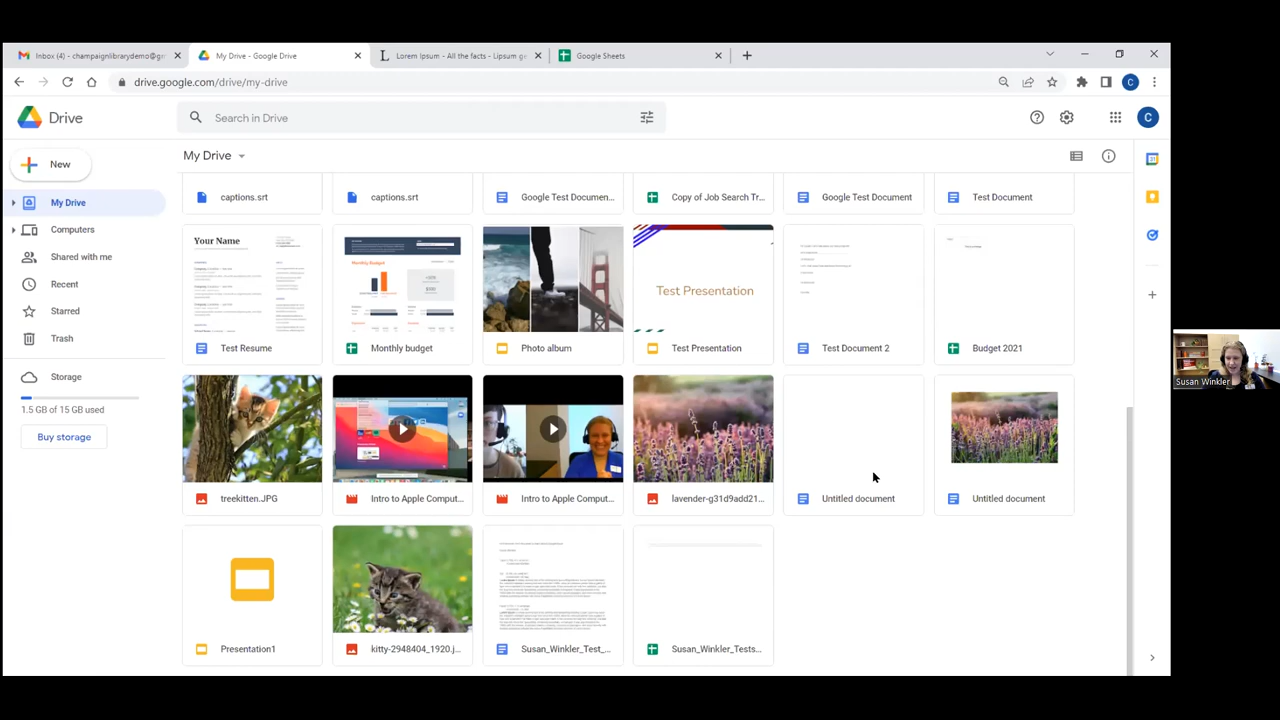 Inbox (4) - champaignlibrarydemo@gm
My Drive - Google Drive
Lorem Ipsum - All the facts - Lipsum ge
Google Sheets
drive.google.com/drive/my-drive
C
Drive
Search in Drive
C
New
My Drive
My Drive
Computers
Shared with me
Recent
Starred
Trash
Storage
1.5 GB of 15 GB used
Buy storage
captions.srt
captions.srt
Google Test Documen...
Copy of Job Search Tr...
Google Test Document
Test Document
Your Name
Monthly Budget
Test Presentation
Test Resume
Monthly budget
Photo album
Test Presentation
Test Document 2
Budget 2021
treekitten.JPG
Intro to Apple Comput...
Intro to Apple Comput...
lavender-g31d9add21...
Untitled document
Untitled document
Presentation1
kitty-2948404_1920.j...
Susan_Winkler_Test_...
Susan_Winkler_Tests...
Susan Winkler